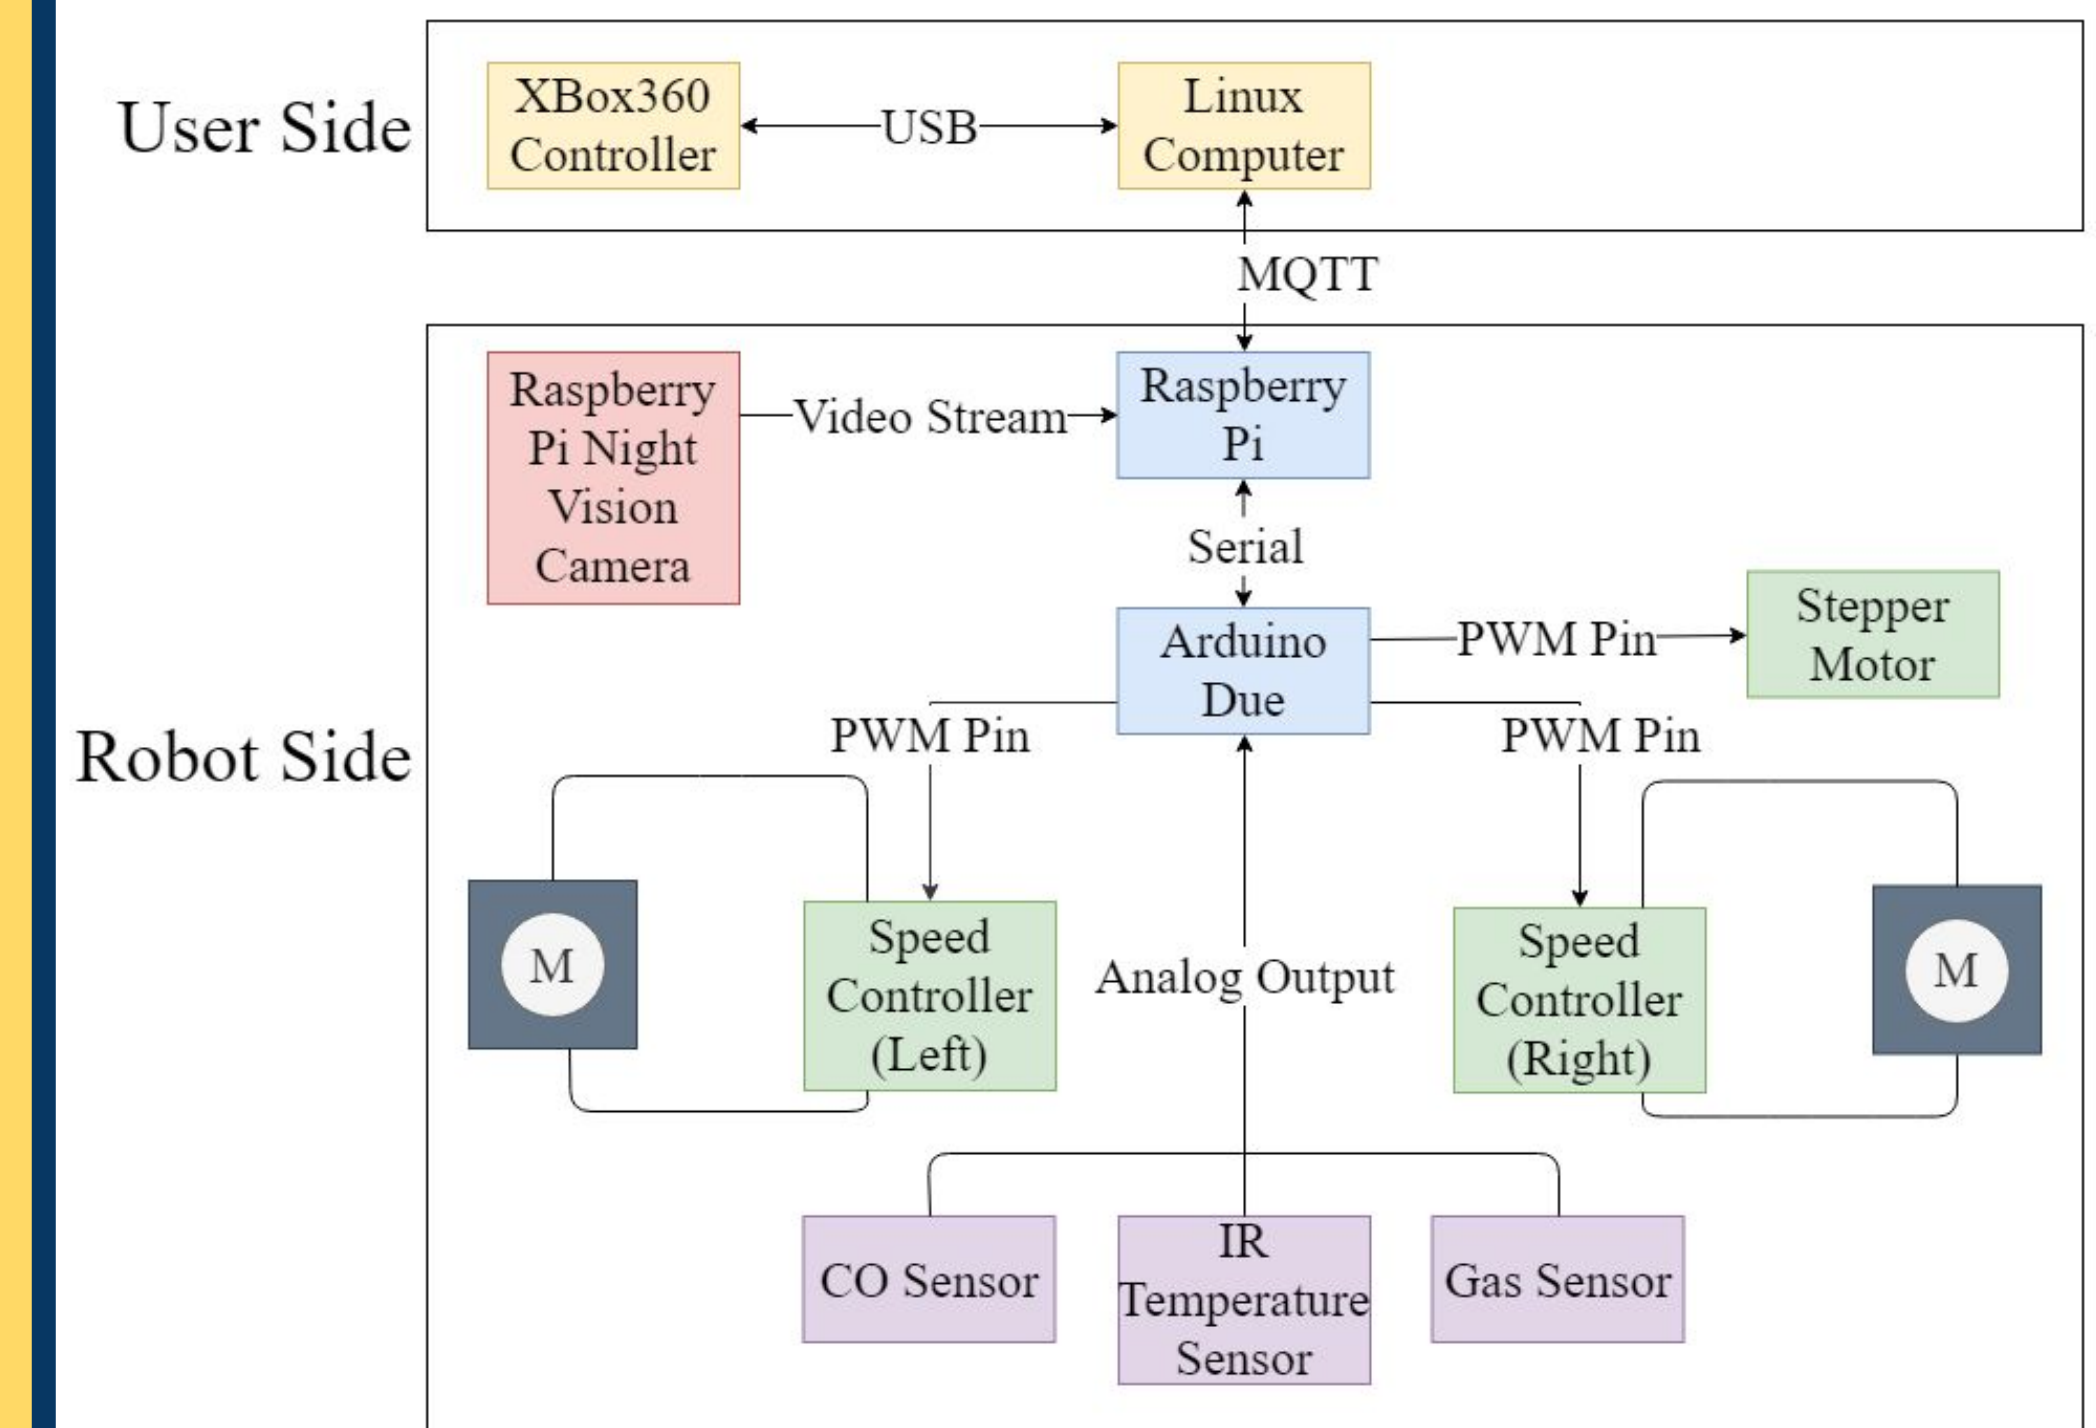 User Side
XBox360
Controller
USB
Linux
Computer
MQTT
Robot Side
Raspberry
Pi Night
Vision
Camera
Video Stream
Raspberry
Pi
Serial
Arduino
Due
PWM Pin
Stepper
Motor
PWM Pin
PWM Pin
M
Speed
Controller
(Left)
Analog Output
Speed
Controller
(Right)
M
CO Sensor
IR
Temperature
Sensor
Gas Sensor